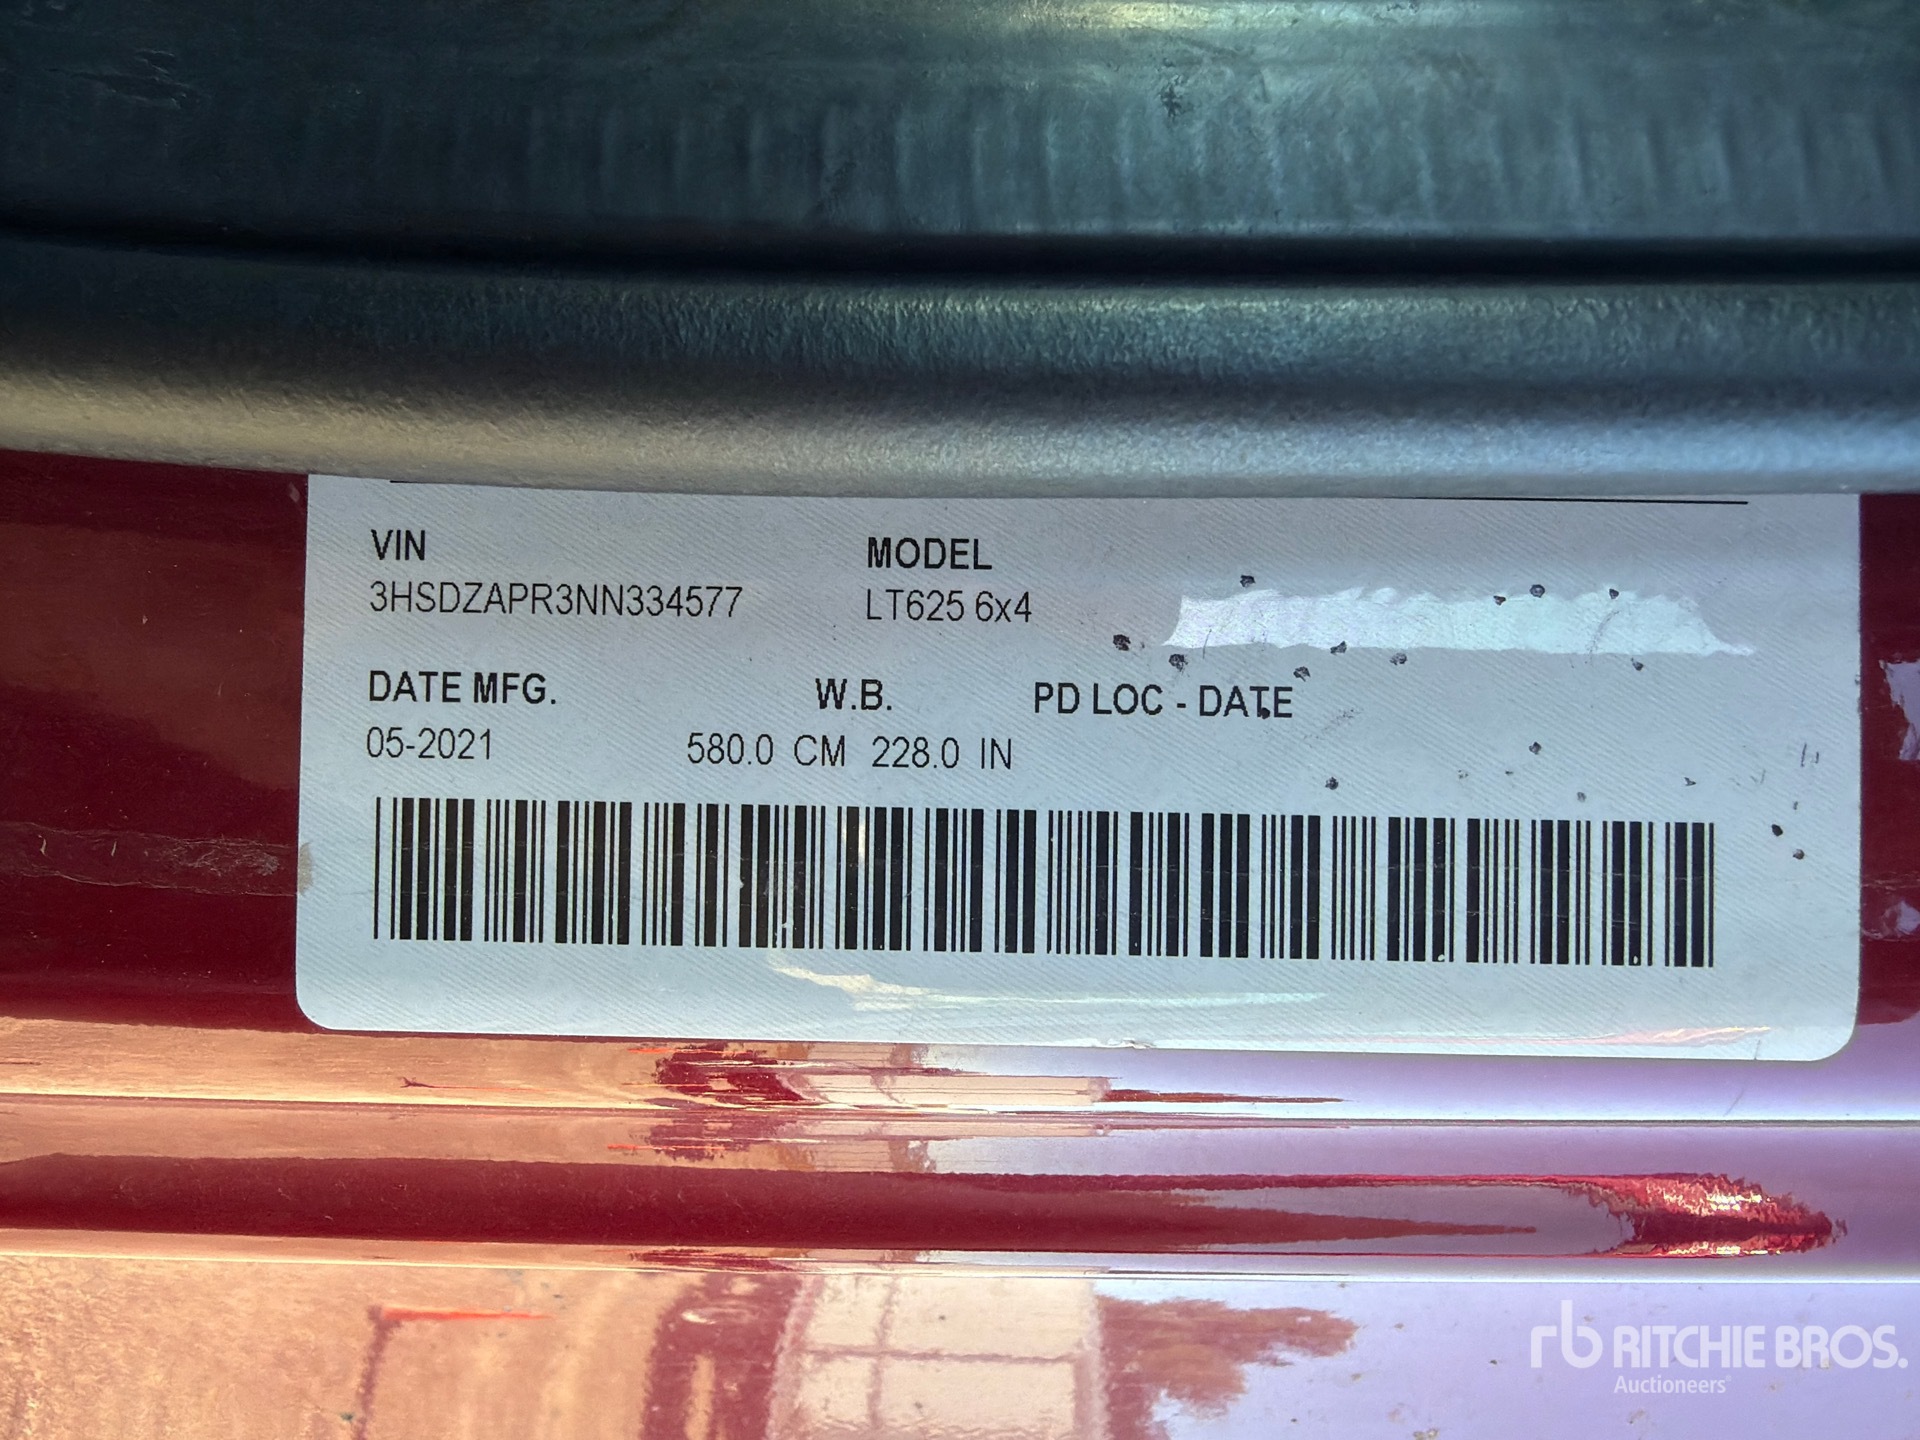 VIN MODEL
3HSDZAPR3NN334577 LT625 6x4
DATE MFG. W.B. PD LOC - DATE
05-2021 580.0 CM 228.0 IN
rb RITCHIE BROS.
Auctioneers